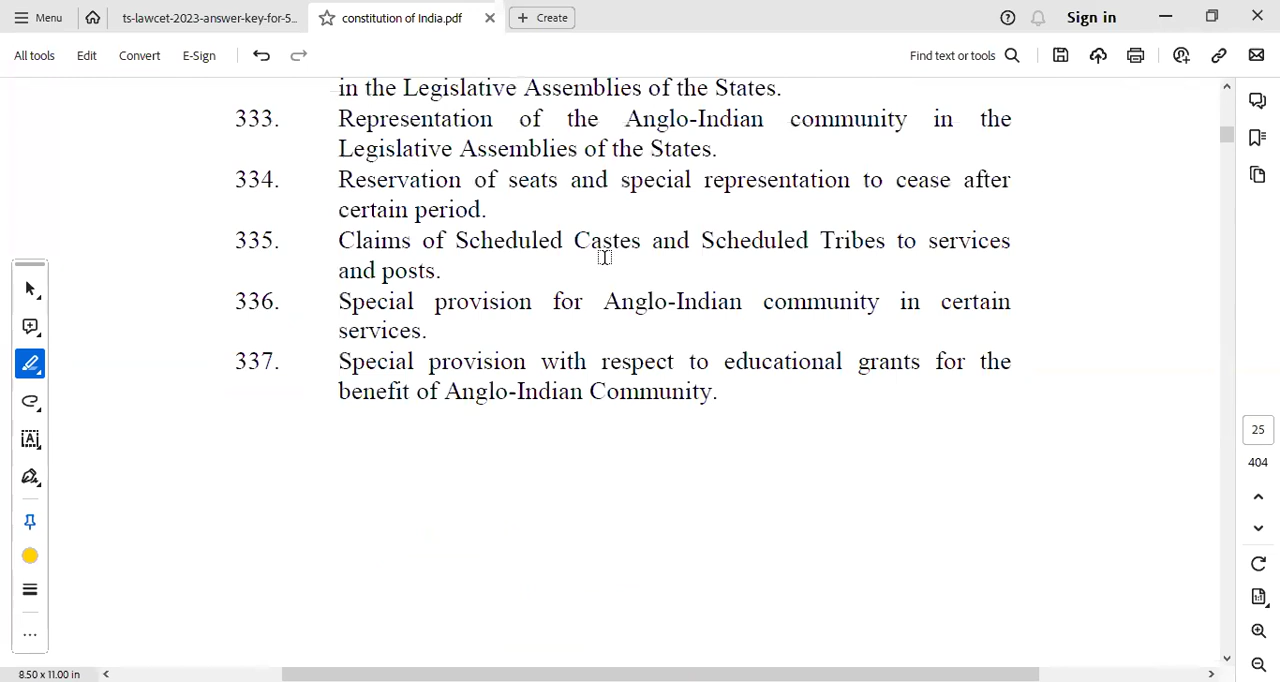 Menu ts-lawcet-2023-answer-key-for-5... constitution of India.pdf Create Sign in
All tools Edit Convert E-Sign Find text or tools
in the Legislative Assemblies of the States.
333. Representation of the Anglo-Indian community in the
Legislative Assemblies of the States.
334. Reservation of seats and special representation to cease after
certain period.
335. Claims of Scheduled Castes and Scheduled Tribes to services
and posts.
336. Special provision for Anglo-Indian community in certain
services.
337. Special provision with respect to educational grants for the
benefit of Anglo-Indian Community.
25
404
8.50 x 11.00 in